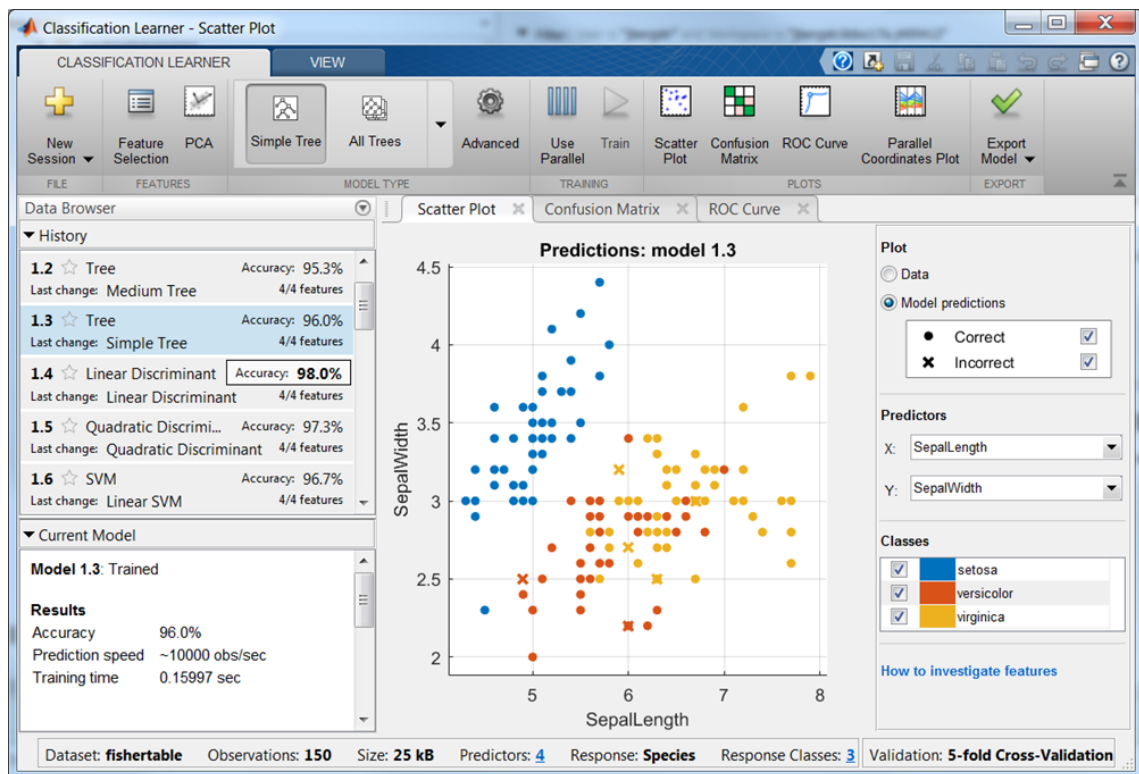 Classification Learner - Scatter Plot
CLASSIFICATION LEARNER VIEW
New Session
Feature Selection
PCA
Simple Tree
All Trees
Advanced
Use Parallel
Train
Scatter Plot
Confusion Matrix
ROC Curve
Parallel Coordinates Plot
Export Model
FILE FEATURES MODEL TYPE TRAINING PLOTS EXPORT
Data Browser
History
1.2 Tree Accuracy: 95.3%
Last change: Medium Tree 4/4 features
1.3 Tree Accuracy: 96.0%
Last change: Simple Tree 4/4 features
1.4 Linear Discriminant Accuracy: 98.0%
Last change: Linear Discriminant 4/4 features
1.5 Quadratic Discrimi... Accuracy: 97.3%
Last change: Quadratic Discriminant 4/4 features
1.6 SVM Accuracy: 96.7%
Last change: Linear SVM 4/4 features
Current Model
Model 1.3: Trained
Results
Accuracy 96.0%
Prediction speed ~10000 obs/sec
Training time 0.15997 sec
Scatter Plot Confusion Matrix ROC Curve
Predictions: model 1.3
4.5
4
3.5
3
2.5
2
SepalWidth
5 6 7 8
SepalLength
Plot
Data
Model predictions
Correct
Incorrect
Predictors
X: SepalLength
Y: SepalWidth
Classes
setosa
versicolor
virginica
How to investigate features
Dataset: fishertable Observations: 150 Size: 25 kB Predictors: 4 Response: Species Response Classes: 3 Validation: 5-fold Cross-Validation